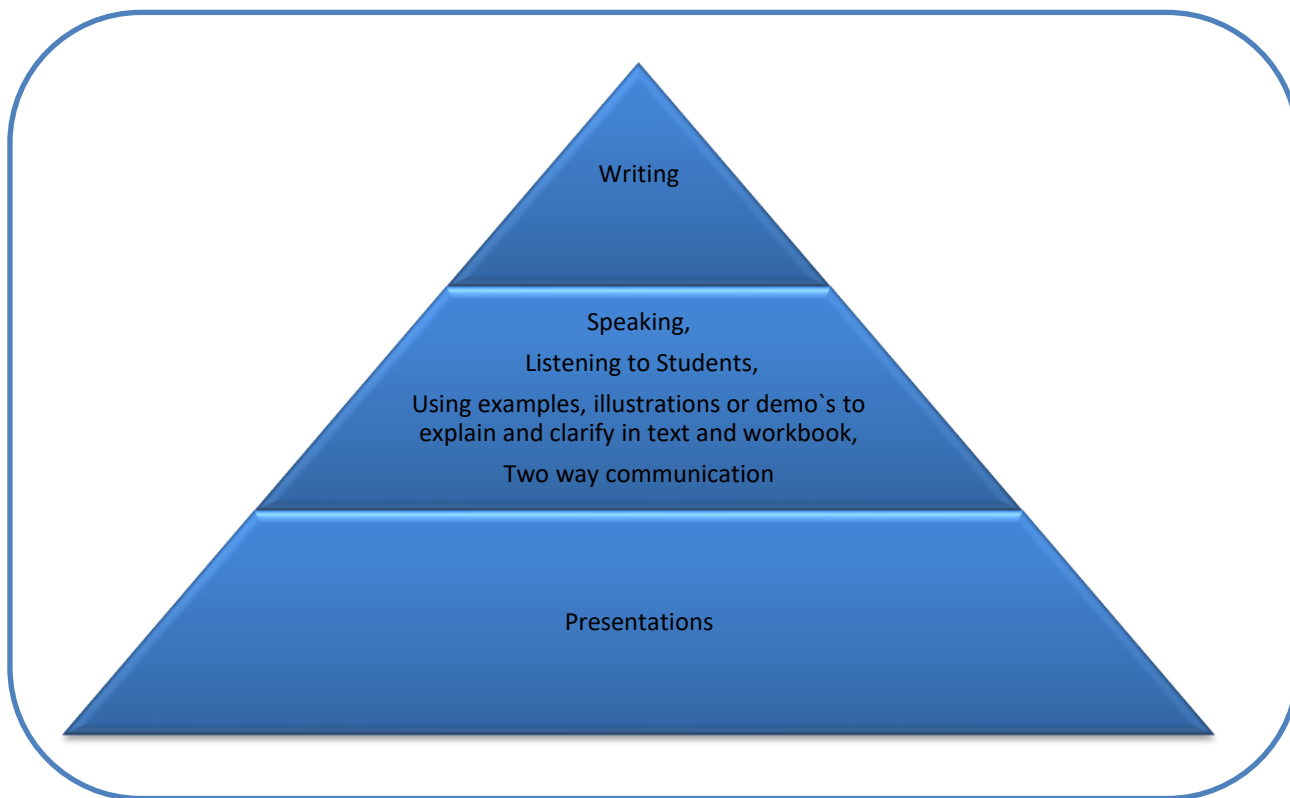 Writing
Speaking,
Listening to Students,
Using examples, illustrations or demo`s to
explain and clarify in text and workbook,
Two way communication
Presentations